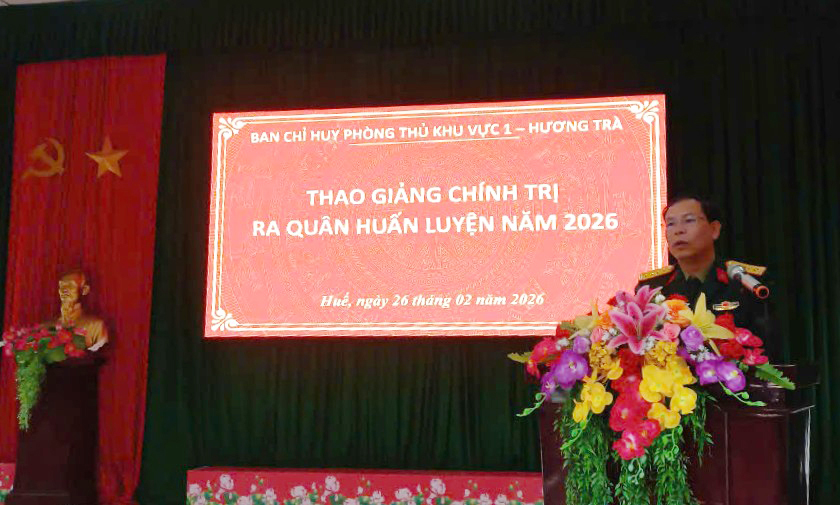 BAN CHỈ HUY PHÒNG THỦ KHU VỰC 1 – HƯƠNG TRÀ
THAO GIẢNG CHÍNH TRỊ
RA QUÂN HUẤN LUYỆN NĂM 2026
Huế, ngày 26 tháng 02 năm 2026